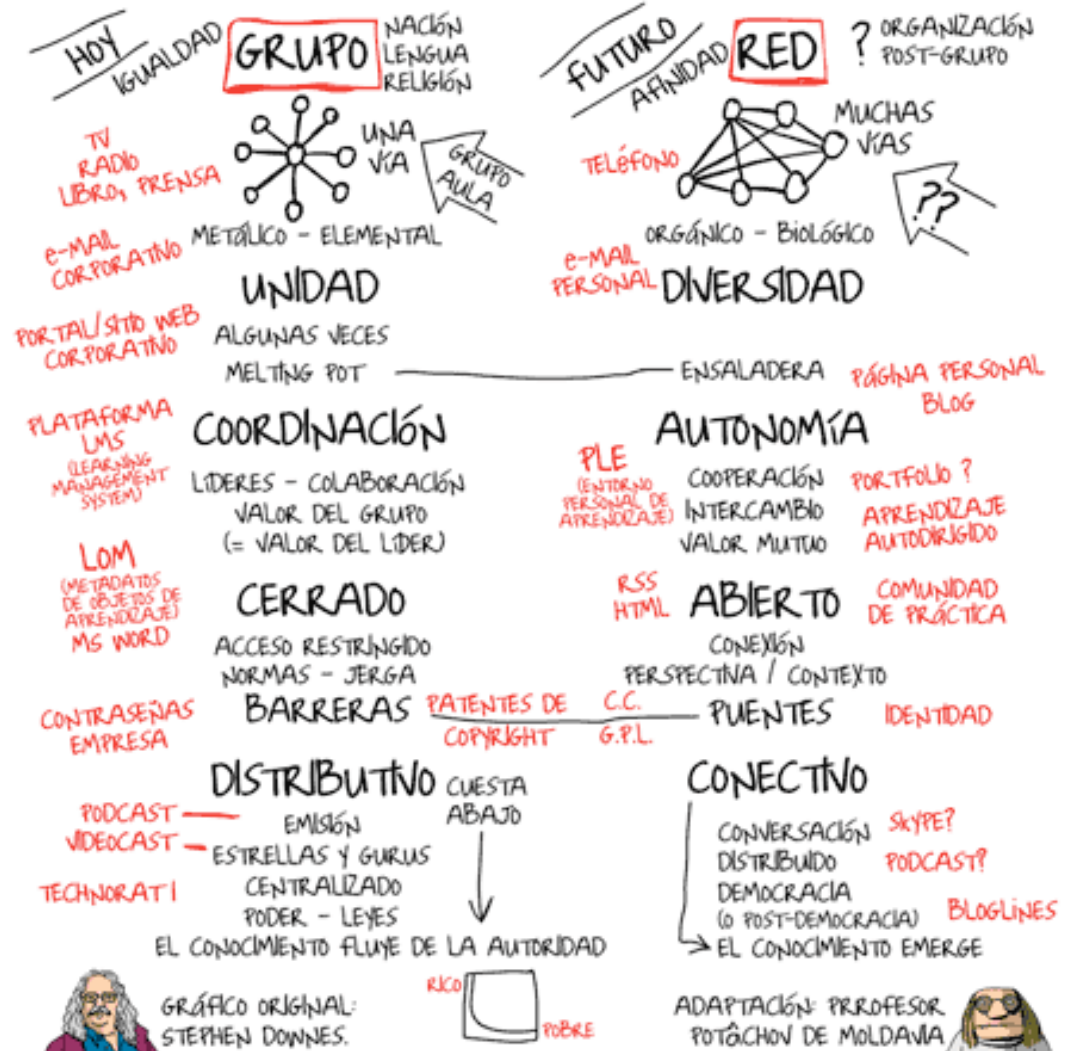 HOY
IGUALDAD
GRUPO
NACIÓN
LENGUA
RELIGIÓN
UNA
VÍA
GRUPO
AULA
METÁLICO - ELEMENTAL
TV
RADIO
LIBRO, PRENSA
e-MAIL
CORPORATIVO
UNIDAD
ALGUNAS VECES
MELTING POT
PORTAL/SITIO WEB
CORPORATIVO
COORDINACIÓN
LÍDERES - COLABORACIÓN
VALOR DEL GRUPO
(= VALOR DEL LÍDER)
PLATAFORMA
LMS
(LEARNING
MANAGEMENT
SYSTEM)
LOM
(METADATOS
DE OBJETOS DE
APRENDIZAJE)
MS WORD
CERRADO
ACCESO RESTRINGIDO
NORMAS - JERGA
BARRERAS
CONTRASEÑAS
EMPRESA
PATENTES DE
COPYRIGHT
C.C.
G.P.L.
DISTRIBUTIVO
CUESTA
ABAJO
PODCAST
VIDEOCAST
TECHNORATI
EMISIÓN
ESTRELLAS Y GURUS
CENTRALIZADO
PODER - LEYES
EL CONOCIMIENTO FLUYE DE LA AUTORIDAD
RICO
POBRE
GRÁFICO ORIGINAL:
STEPHEN DOWNES.
FUTURO
AFINIDAD
RED
? ORGANIZACIÓN
POST-GRUPO
MUCHAS
VÍAS
??
TELÉFONO
ORGÁNICO - BIOLÓGICO
e-MAIL
PERSONAL
DIVERSIDAD
ENSALADERA
PÁGINA PERSONAL
BLOG
AUTONOMÍA
PLE
(ENTORNO
PERSONAL DE
APRENDIZAJE)
COOPERACIÓN
INTERCAMBIO
VALOR MUTUO
PORTFOLIO ?
APRENDIZAJE
AUTODIRIGIDO
RSS
HTML
ABIERTO
COMUNIDAD
DE PRÁCTICA
CONEXIÓN
PERSPECTIVA / CONTEXTO
PUENTES
IDENTIDAD
CONECTIVO
CONVERSACIÓN
DISTRIBUIDO
DEMOCRACIA
(O POST-DEMOCRACIA)
EL CONOCIMIENTO EMERGE
SKYPE?
PODCAST?
BLOGLINES
ADAPTACIÓN: PRROFESOR
POTÂCHOV DE MOLDAVIA